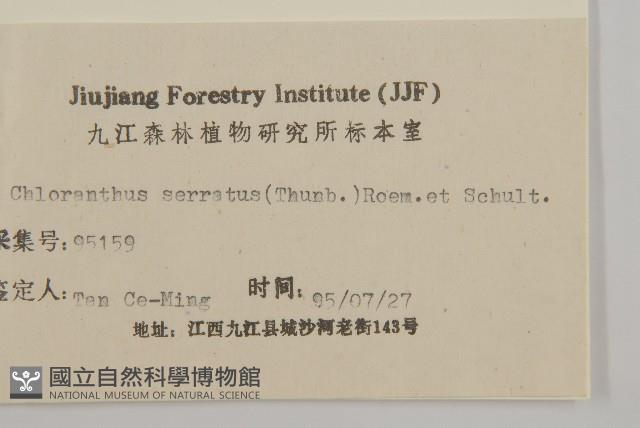 Jiujiang Forestry Institute (JJF)
九江森林植物研究所标本室
Chloranthus serratus(Thunb.)Roem.et Schult.
采集号:95159
鉴定人:Tan Ce-Ming 时间: 95/07/27
地址: 江西九江县城沙河老街143号
國立自然科學博物館
NATIONAL MUSEUM OF NATURAL SCIENCE